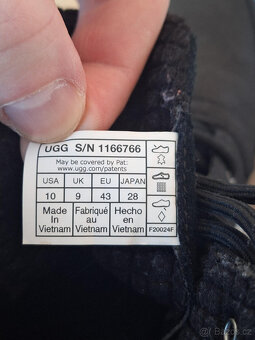 UGG S/N 1166766
May be covered by Pat:
www.ugg.com/patents
USA UK EU JAPAN
10 9 43 28
Made In Vietnam
Fabriqué au Vietnam
Hecho en Vietnam
F20024F